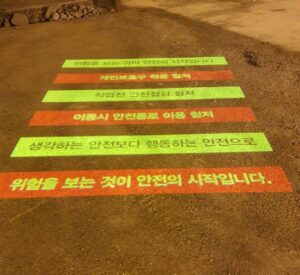 위험을 보는 것이 안전의 시작입니다.
개인보호구 착용 철저
작업전 안전점검 철저
이동시 안전통로 이용 철저
생각하는 안전보다 행동하는 안전으로
위험을 보는 것이 안전의 시작입니다.